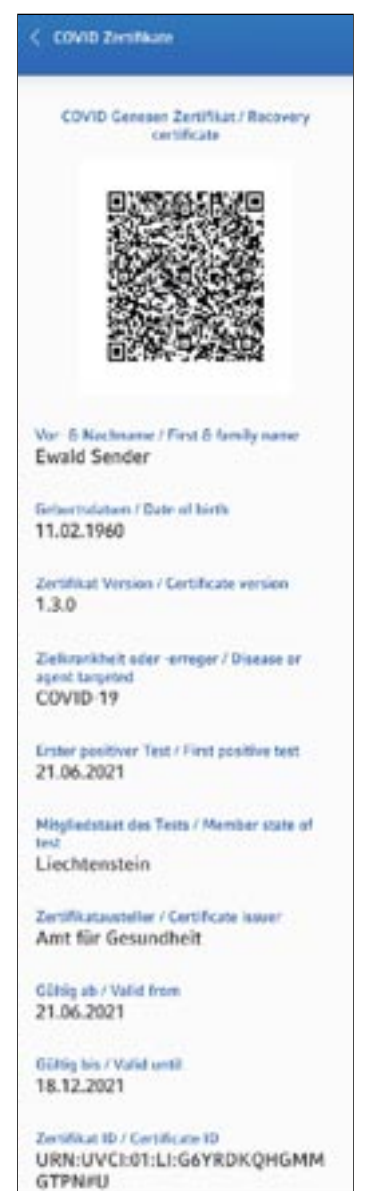 COVID Zertifikate
COVID Genesen Zertifikat / Recovery
certificate
Vor- & Nachname / First & family name
Ewald Sender
Geburtsdatum / Date of birth
11.02.1960
Zertifikat Version / Certificate version
1.3.0
Zielkrankheit oder -erreger / Disease or
agent targeted
COVID-19
Erster positiver Test / First positive test
21.06.2021
Mitgliedstaat des Tests / Member state of
test
Liechtenstein
Zertifikataussteller / Certificate issuer
Amt für Gesundheit
Gültig ab / Valid from
21.06.2021
Gültig bis / Valid until
18.12.2021
Zertifikat ID / Certificate ID
URN:UVCI:01:LI:G6YRDKQHGMM
GTPN#U